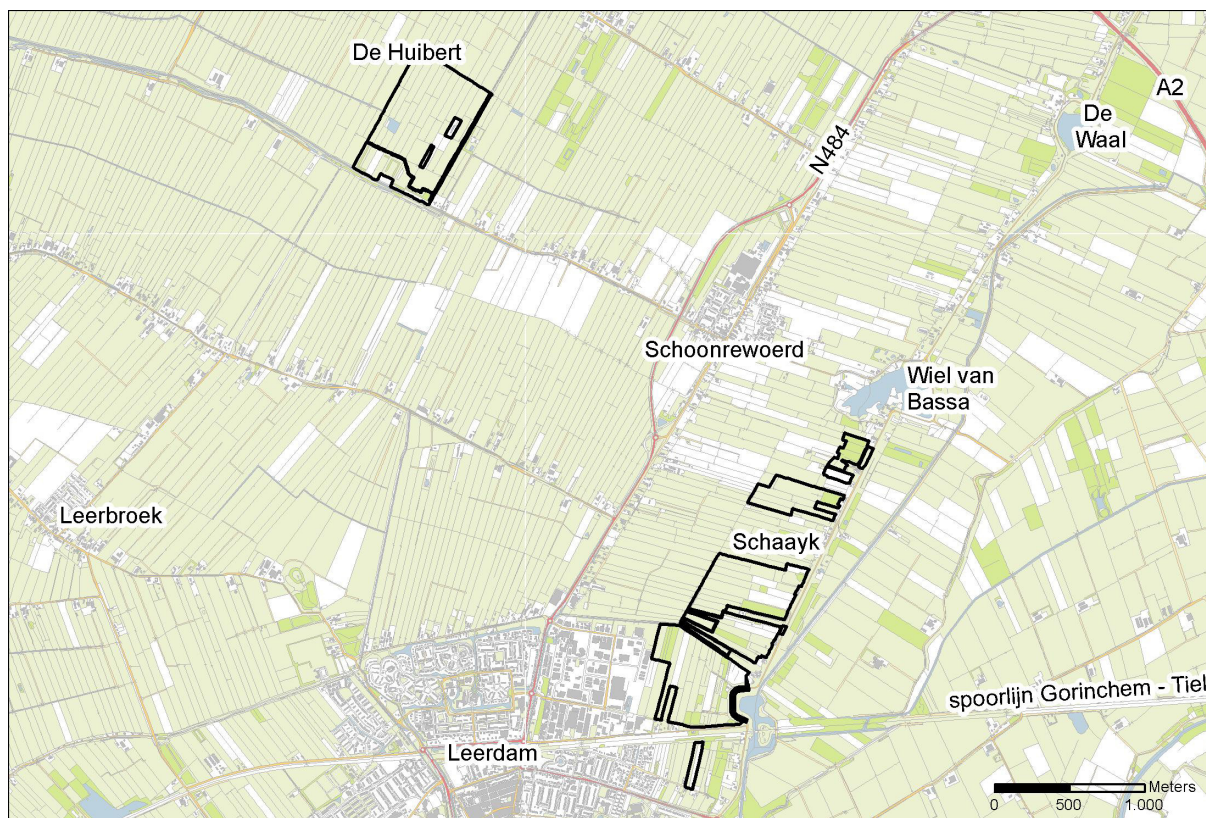 De Huibert
A2
De
Waal
N484
Schoonrewoerd
Wiel van
Bassa
Leerbroek
Schaayk
spoorlijn Gorinchem - Tiel
Leerdam
Meters
0 500 1.000